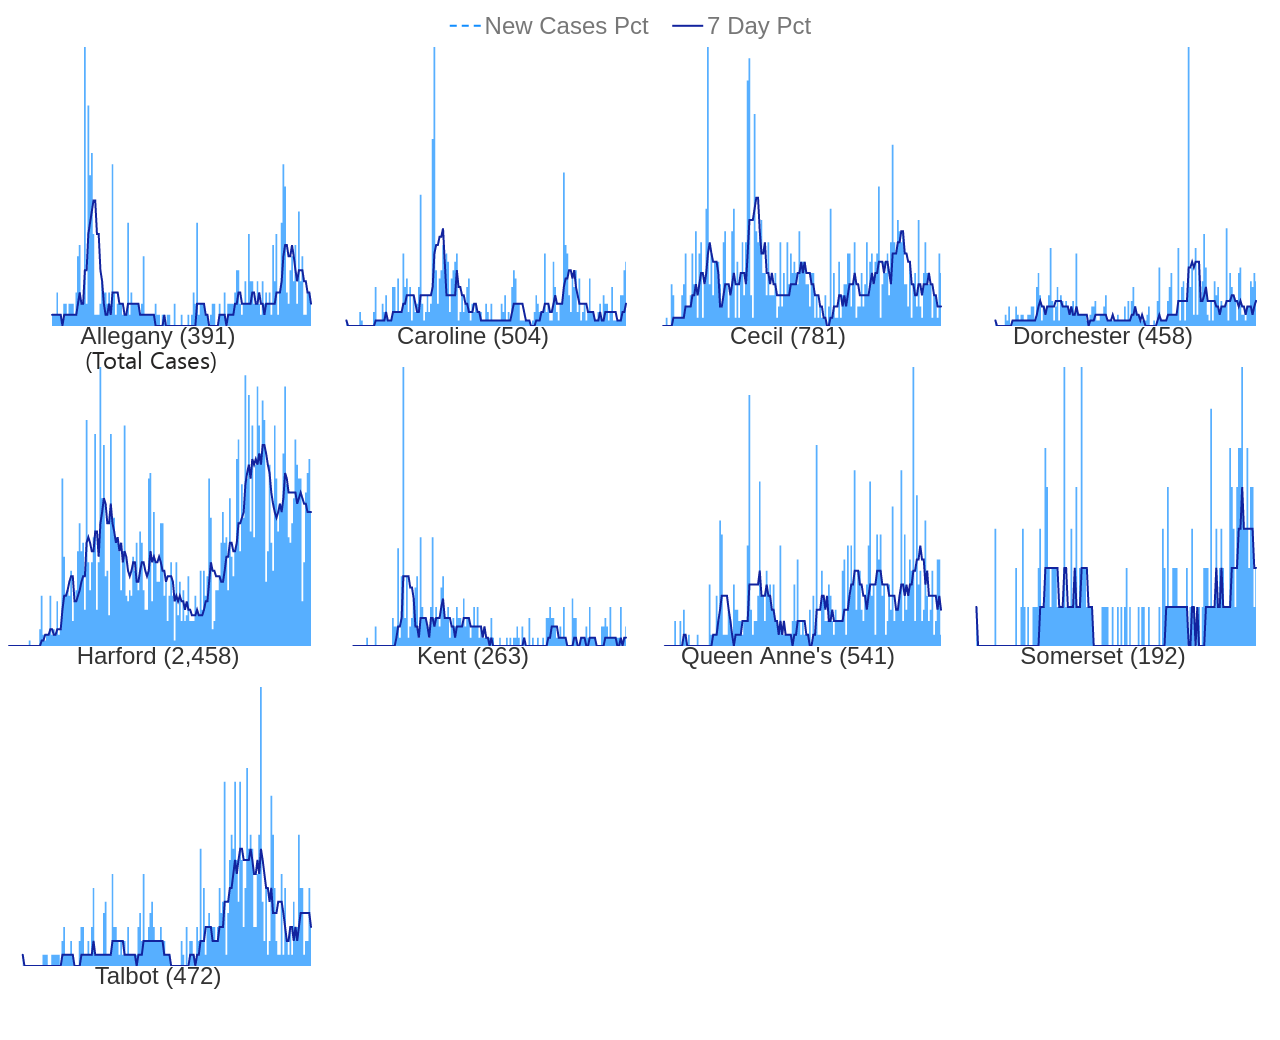 New Cases Pct 7 Day Pct
Allegany (391) Caroline (504) Cecil (781) Dorchester (458)
(Total Cases)
Harford (2,458) Kent (263) Queen Anne's (541) Somerset (192)
Talbot (472)